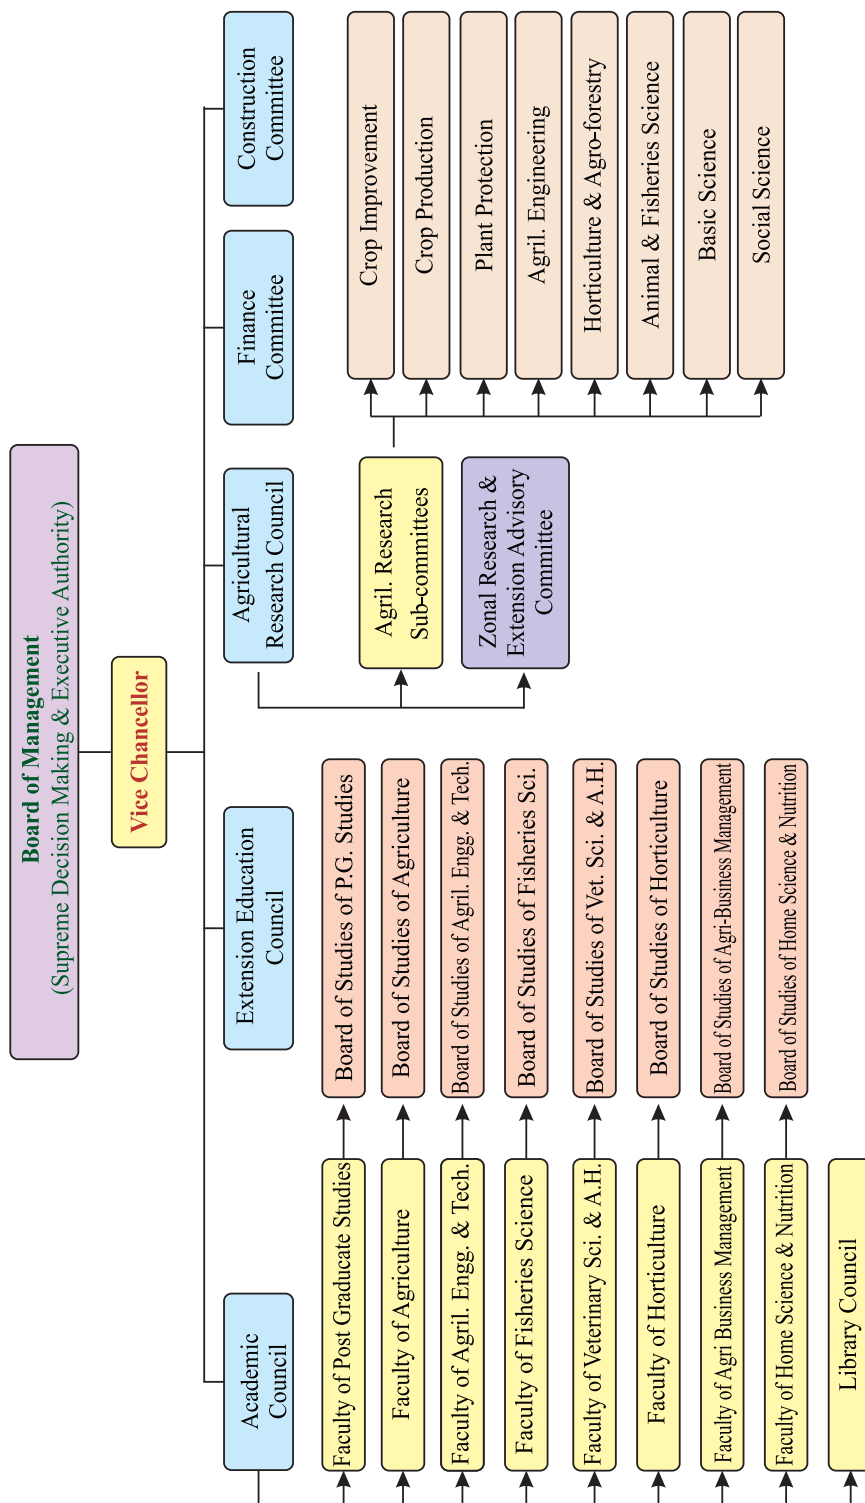 Board of Management
(Supreme Decision Making & Executive Authority)
Vice Chancellor
Academic
Council
Extension Education
Council
Agricultural
Research Council
Finance
Committee
Construction
Committee
Faculty of Post Graducate Studies
Board of Studies of P.G. Studies
Faculty of Agriculture
Board of Studies of Agriculture
Faculty of Agril. Engg. & Tech.
Board of Studies of Agril. Engg. & Tech.
Faculty of Fisheries Science
Board of Studies of Fisheries Sci.
Faculty of Veterinary Sci. & A.H.
Board of Studies of Vet. Sci. & A.H.
Faculty of Horticulture
Board of Studies of Horticulture
Faculty of Agri Business Management
Board of Studies of Agri-Business Management
Faculty of Home Science & Nutrition
Board of Studies of Home Science & Nutrition
Library Council
Agril. Research
Sub-committees
Zonal Research &
Extension Advisory
Committee
Crop Improvement
Crop Production
Plant Protection
Agril. Engineering
Horticulture & Agro-forestry
Animal & Fisheries Science
Basic Science
Social Science